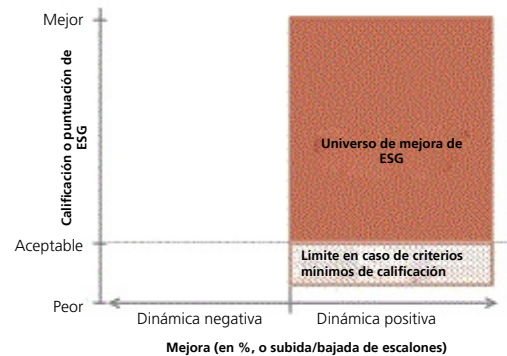 Mejor
Calificación o puntuación de
ESG
Universo de mejora de
ESG
Aceptable
Limite en caso de criterios
mínimos de calificación
Peor
Dinámica negativa
Dinámica positiva
Mejora (en %, o subida/bajada de escalones)